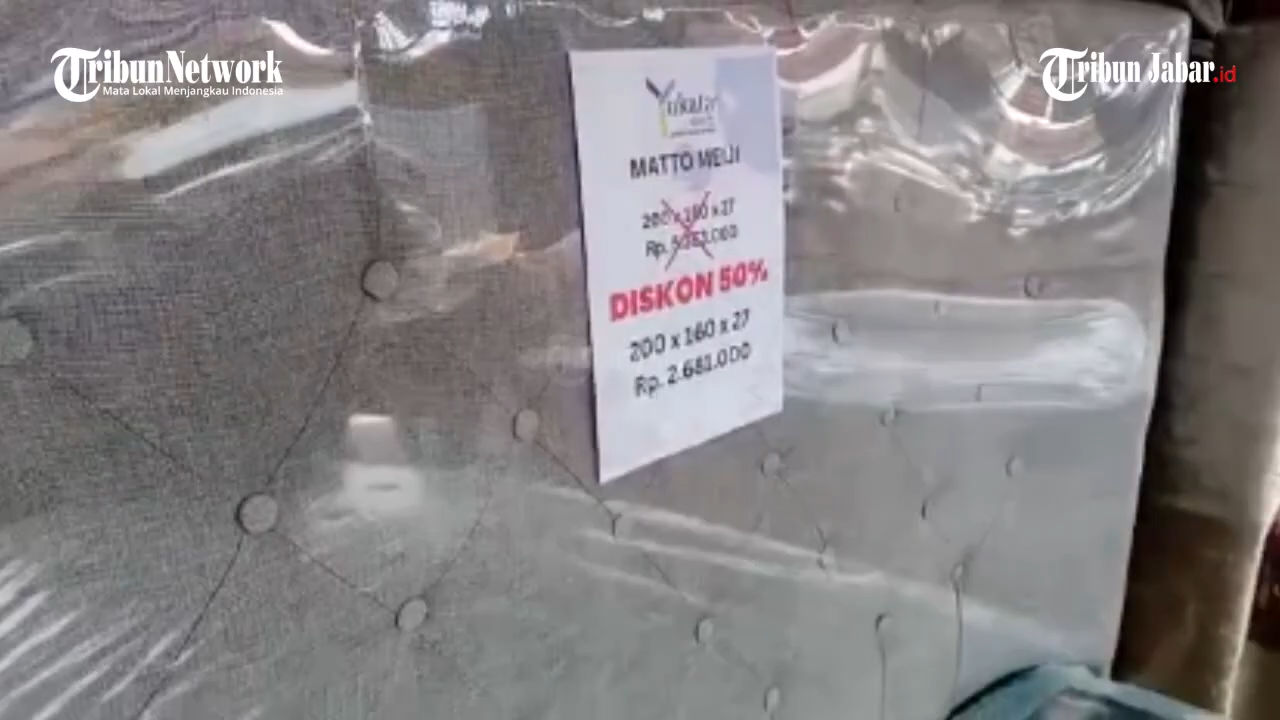 TribunNetwork
Mata Lokal Menjangkau Indonesia
Tribun Jabar.id
MATTO MEIJI
200 x 160 x 27
DISKON 50%
200 x 160 x 27
Rp. 2.681.000